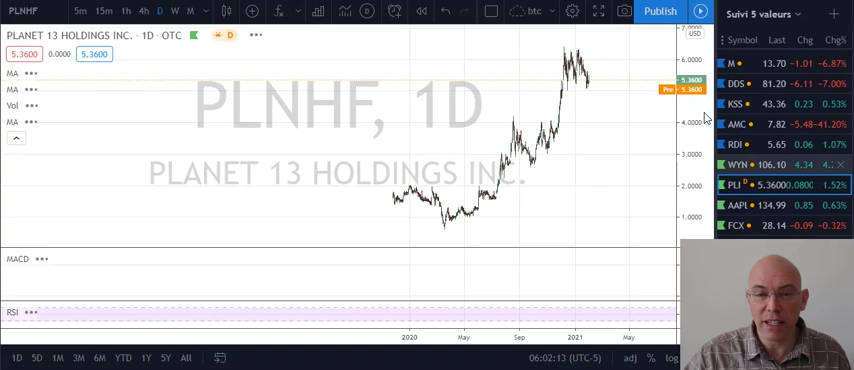 PLNHF
5m 15m 1h 4h D W M
btc
Publish
Suivi 5 valeurs
PLANET 13 HOLDINGS INC. · 1D · OTC
D
USD
Symbol Last Chg Chg%
5.3600 0.0000 5.3600
MA
MA
Vol
MA
PLNHF, 1D
PLANET 13 HOLDINGS INC.
7.0000
6.0000
5.3600
Pre 5.3600
4.0000
3.0000
2.0000
1.0000
M 13.70 −1.01 −6.87%
DDS 81.20 −6.11 −7.00%
KSS 43.36 0.23 0.53%
AMC 7.82 −5.48 −41.20%
RDI 5.65 0.06 1.07%
WYN 106.10 4.34 4.
PLI D 5.3600 0.0800 1.52%
AAPL 134.99 0.85 0.63%
FCX 28.14 −0.09 −0.32%
MACD
RSI
2020 May Sep 2021 May
1D 5D 1M 3M 6M YTD 1Y 5Y All
06:02:13 (UTC-5)
adj % log